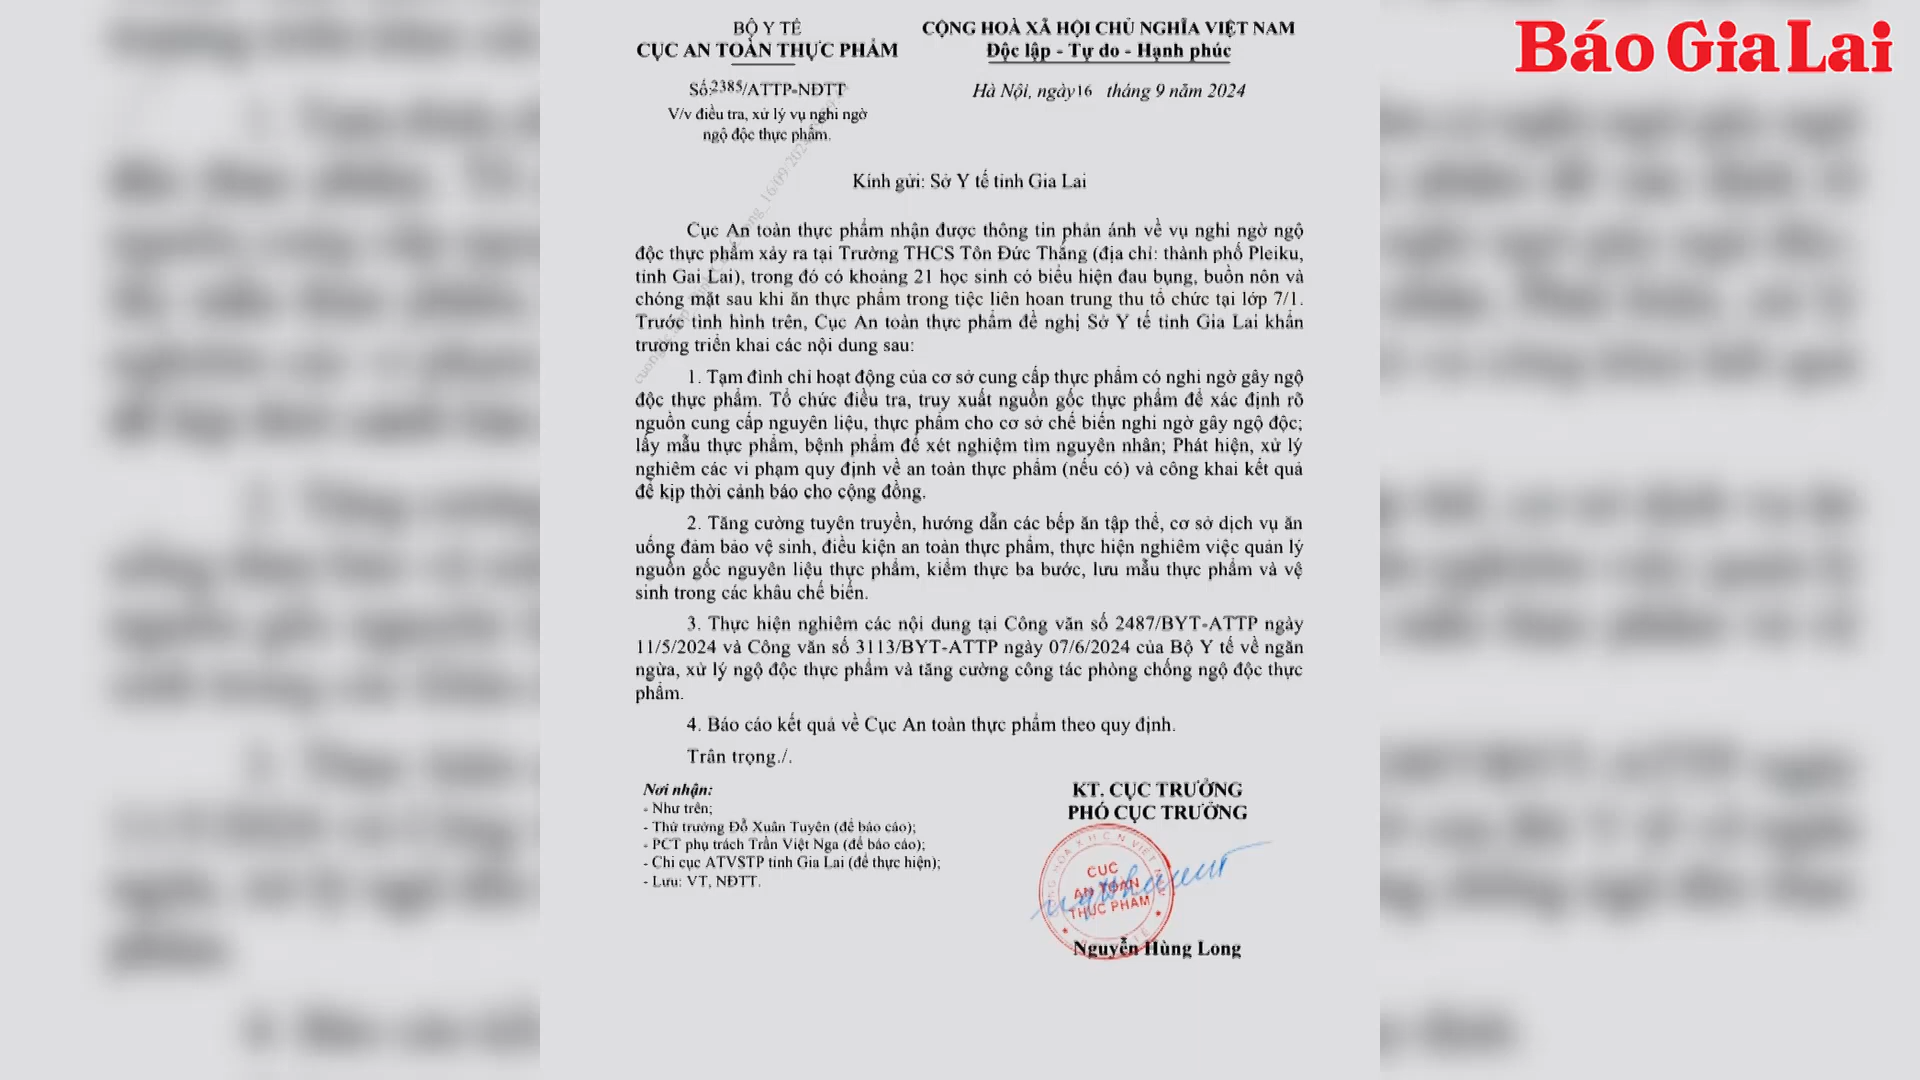 Báo Gia Lai
BỘ Y TẾ
CỤC AN TOÀN THỰC PHẨM
CỘNG HOÀ XÃ HỘI CHỦ NGHĨA VIỆT NAM
Độc lập - Tự do - Hạnh phúc
Số:2385/ATTP-NĐTT
V/v điều tra, xử lý vụ nghi ngờ
ngộ độc thực phẩm.
Hà Nội, ngày16 tháng 9 năm 2024
Kính gửi: Sở Y tế tỉnh Gia Lai
Cục An toàn thực phẩm nhận được thông tin phản ánh về vụ nghi ngờ ngộ
độc thực phẩm xảy ra tại Trường THCS Tôn Đức Thắng (địa chỉ: thành phố Pleiku,
tỉnh Gai Lai), trong đó có khoảng 21 học sinh có biểu hiện đau bụng, buồn nôn và
chóng mặt sau khi ăn thực phẩm trong tiệc liên hoan trung thu tổ chức tại lớp 7/1.
Trước tình hình trên, Cục An toàn thực phẩm đề nghị Sở Y tế tỉnh Gia Lai khẩn
trương triển khai các nội dung sau:
1. Tạm đình chỉ hoạt động của cơ sở cung cấp thực phẩm có nghi ngờ gây ngộ
độc thực phẩm. Tổ chức điều tra, truy xuất nguồn gốc thực phẩm để xác định rõ
nguồn cung cấp nguyên liệu, thực phẩm cho cơ sở chế biến nghi ngờ gây ngộ độc;
lấy mẫu thực phẩm, bệnh phẩm để xét nghiệm tìm nguyên nhân; Phát hiện, xử lý
nghiêm các vi phạm quy định về an toàn thực phẩm (nếu có) và công khai kết quả
để kịp thời cảnh báo cho cộng đồng.
2. Tăng cường tuyên truyền, hướng dẫn các bếp ăn tập thể, cơ sở dịch vụ ăn
uống đảm bảo vệ sinh, điều kiện an toàn thực phẩm, thực hiện nghiêm việc quản lý
nguồn gốc nguyên liệu thực phẩm, kiểm thực ba bước, lưu mẫu thực phẩm và vệ
sinh trong các khâu chế biến.
3. Thực hiện nghiêm các nội dung tại Công văn số 2487/BYT-ATTP ngày
11/5/2024 và Công văn số 3113/BYT-ATTP ngày 07/6/2024 của Bộ Y tế về ngăn
ngừa, xử lý ngộ độc thực phẩm và tăng cường công tác phòng chống ngộ độc thực
phẩm.
4. Báo cáo kết quả về Cục An toàn thực phẩm theo quy định.
Trân trọng./.
Nơi nhận:
- Như trên;
- Thứ trưởng Đỗ Xuân Tuyên (để báo cáo);
- PCT phụ trách Trần Việt Nga (để báo cáo);
- Chi cục ATVSTP tỉnh Gia Lai (để thực hiện);
- Lưu: VT, NĐTT.
KT. CỤC TRƯỞNG
PHÓ CỤC TRƯỞNG
CỤC
AN TOÀN
THỰC PHẨM
Nguyễn Hùng Long